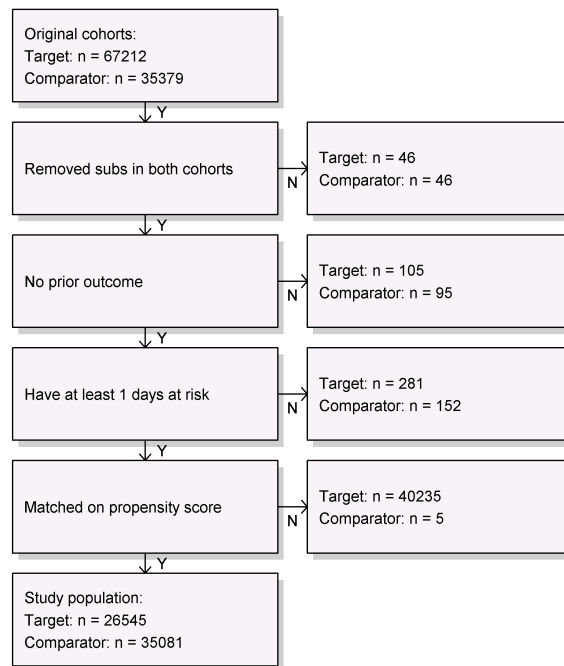 Original cohorts:
Target: n = 67212
Comparator: n = 35379
Y
Removed subs in both cohorts
N
Target: n = 46
Comparator: n = 46
Y
No prior outcome
N
Target: n = 105
Comparator: n = 95
Y
Have at least 1 days at risk
N
Target: n = 281
Comparator: n = 152
Y
Matched on propensity score
N
Target: n = 40235
Comparator: n = 5
Y
Study population:
Target: n = 26545
Comparator: n = 35081